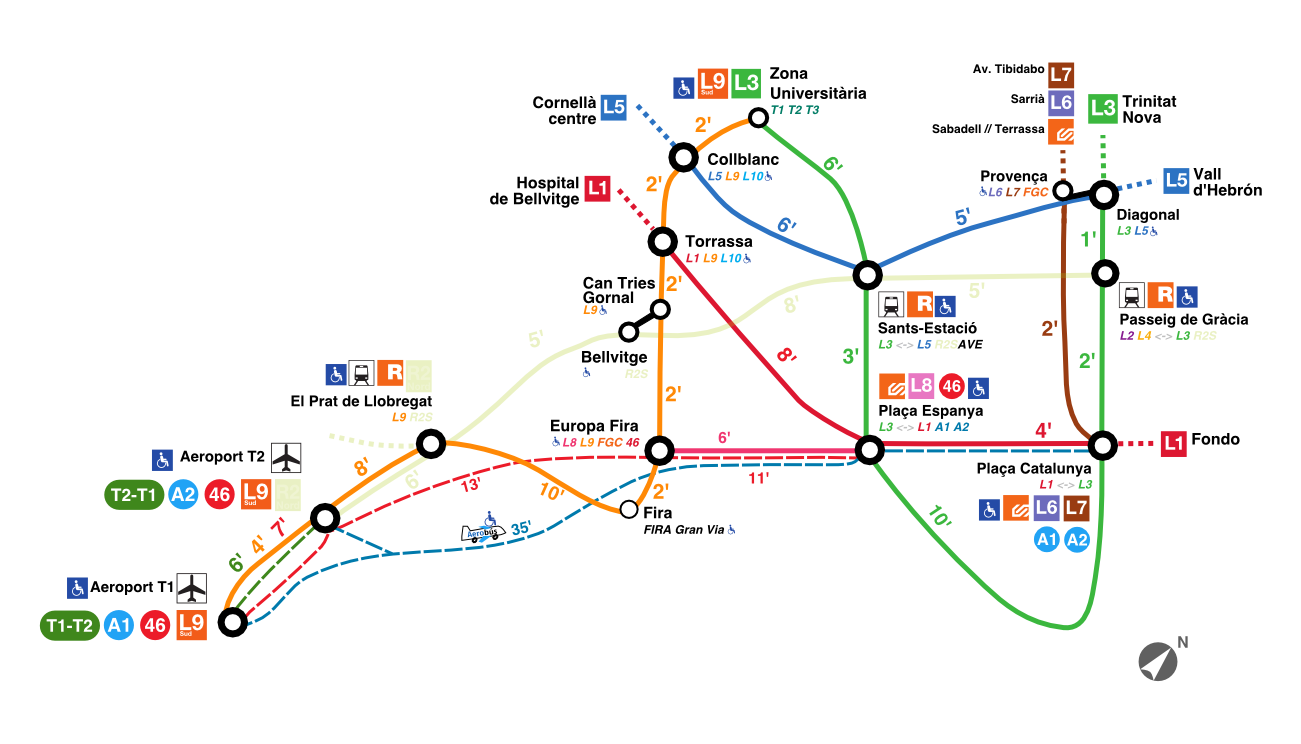 Zona
Universitària
L9
Sud
L3
T1 T2 T3
Av. Tibidabo
L7
Sarrià
L6
Sabadell // Terrassa
L3
Trinitat
Nova
Cornellà
centre
L5
2'
6'
Collblanc
L5 L9 L10
Provença
L6 L7 FGC
L5
Vall
d'Hebrón
Diagonal
L3 L5
Hospital
de Bellvitge
L1
2'
6'
5'
1'
Torrassa
L1 L9 L10
Can Tries
Gornal
L9
2'
8'
5'
R
Sants-Estació
L3 <-> L5 R2S AVE
R
Passeig de Gràcia
L2 L4 <-> L3 R2S
5'
Bellvitge
R2S
8'
3'
2'
2'
R
R2
El Prat de Llobregat
L9 R2S
2'
L8
46
Plaça Espanya
L3 <-> L1 A1 A2
Europa Fira
L8 L9 FGC 46
6'
4'
L1
Fondo
Aeroport T2
T2-T1
A2
46
L9
Sud
R2
8'
6'
13'
10'
2'
11'
Plaça Catalunya
L1 <-> L3
L6
L7
A1
A2
Fira
FIRA Gran Via
10'
Aerobús
35'
6'
4'
7'
Aeroport T1
T1-T2
A1
46
L9
Sud
N